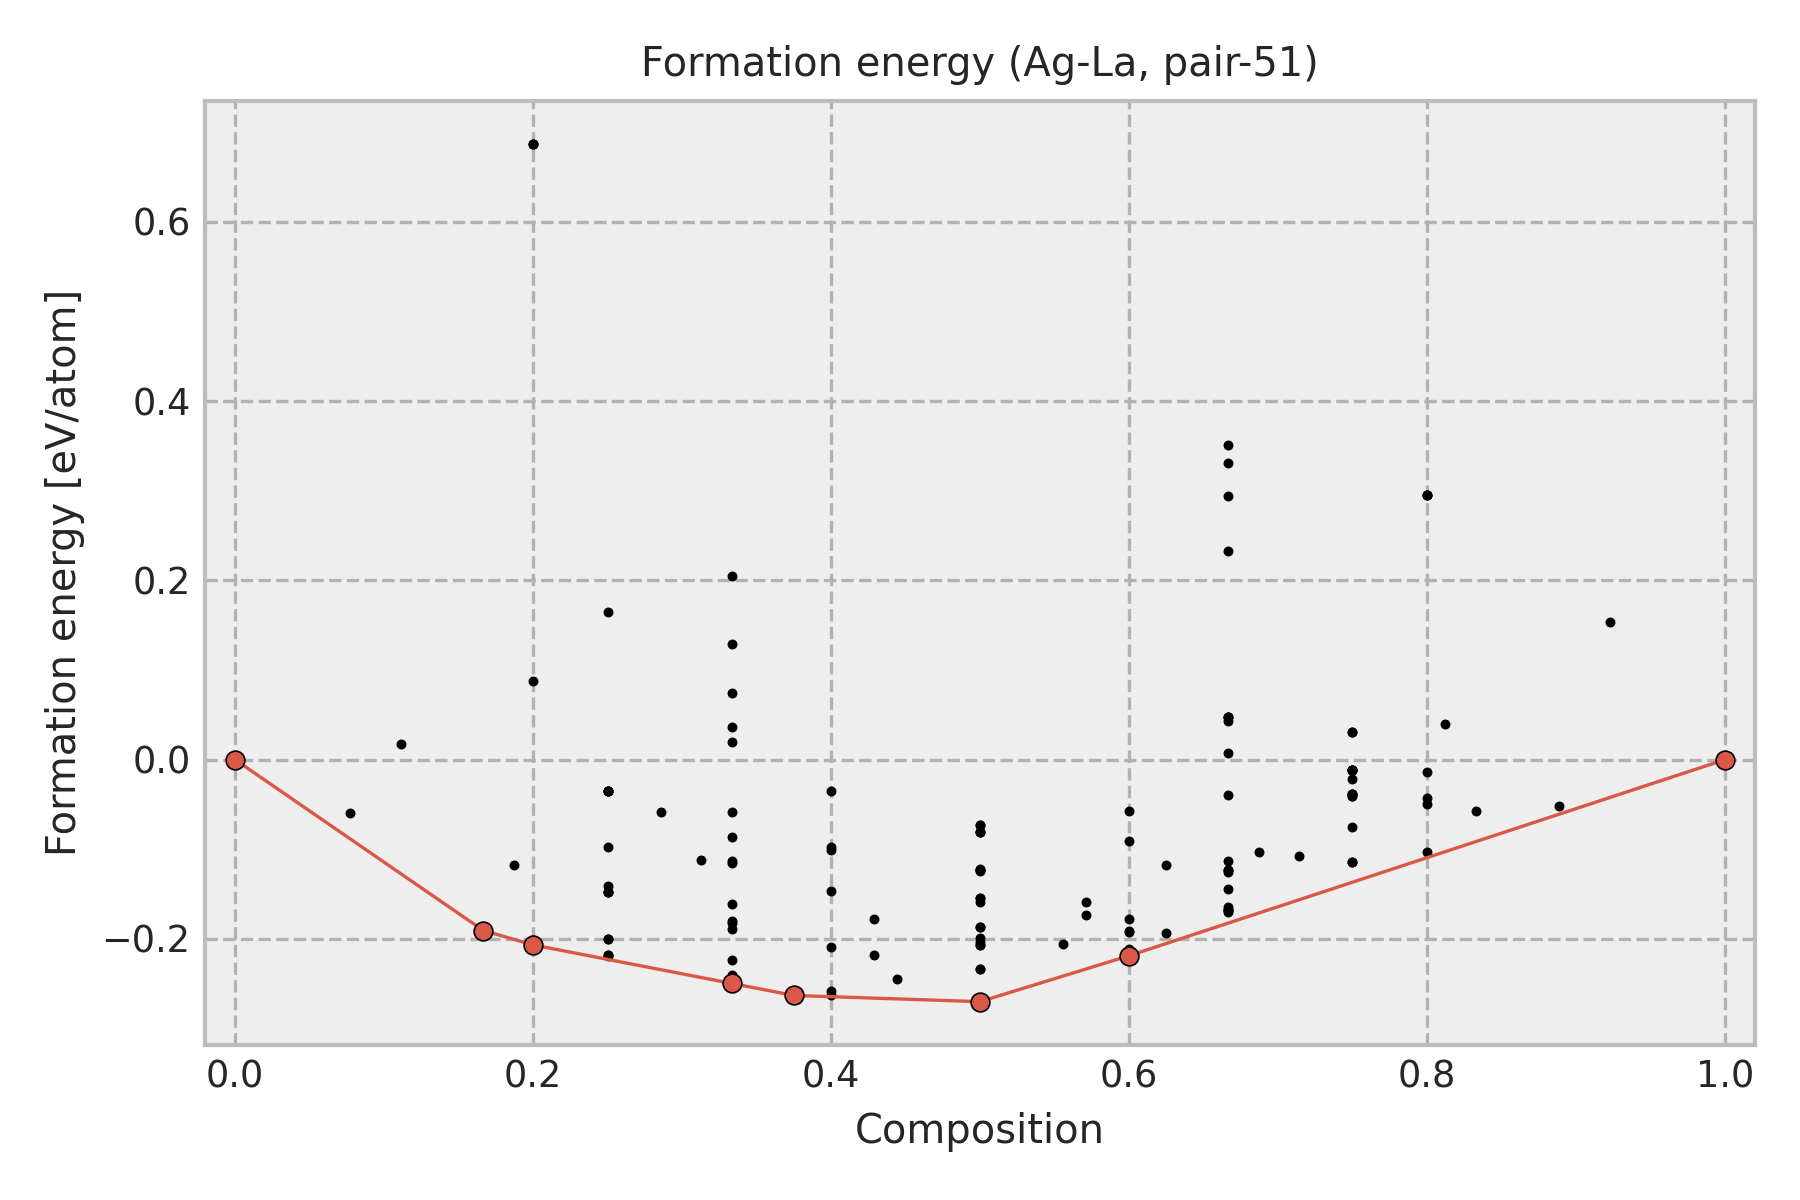 Formation energy (Ag-La, pair-51)
Formation energy [eV/atom]
0.6
0.4
0.2
0.0
−0.2
0.0 0.2 0.4 0.6 0.8 1.0
Composition